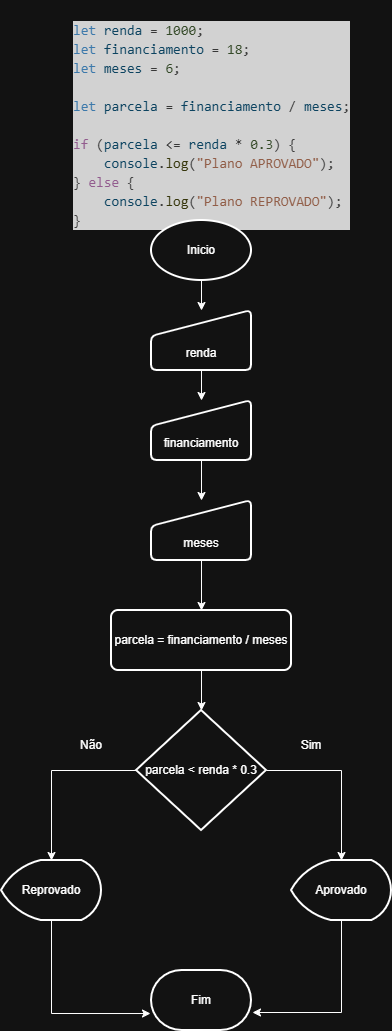 let renda = 1000;
let financiamento = 18;
let meses = 6;
let parcela = financiamento / meses;
if (parcela <= renda * 0.3) {
    console.log("Plano APROVADO");
} else {
    console.log("Plano REPROVADO");
}
Inicio
renda
financiamento
meses
parcela = financiamento / meses
Não
Sim
parcela < renda * 0.3
Reprovado
Aprovado
Fim